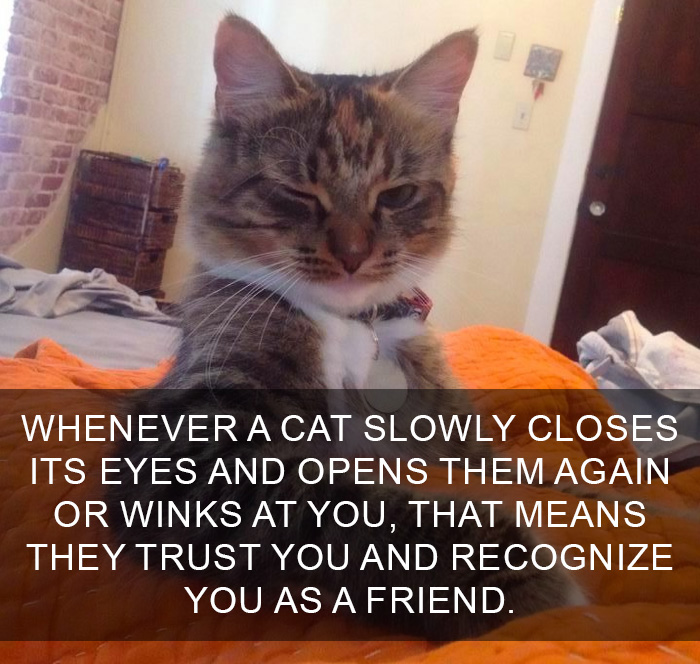 WHENEVER A CAT SLOWLY CLOSES
ITS EYES AND OPENS THEM AGAIN
OR WINKS AT YOU, THAT MEANS
THEY TRUST YOU AND RECOGNIZE
YOU AS A FRIEND.